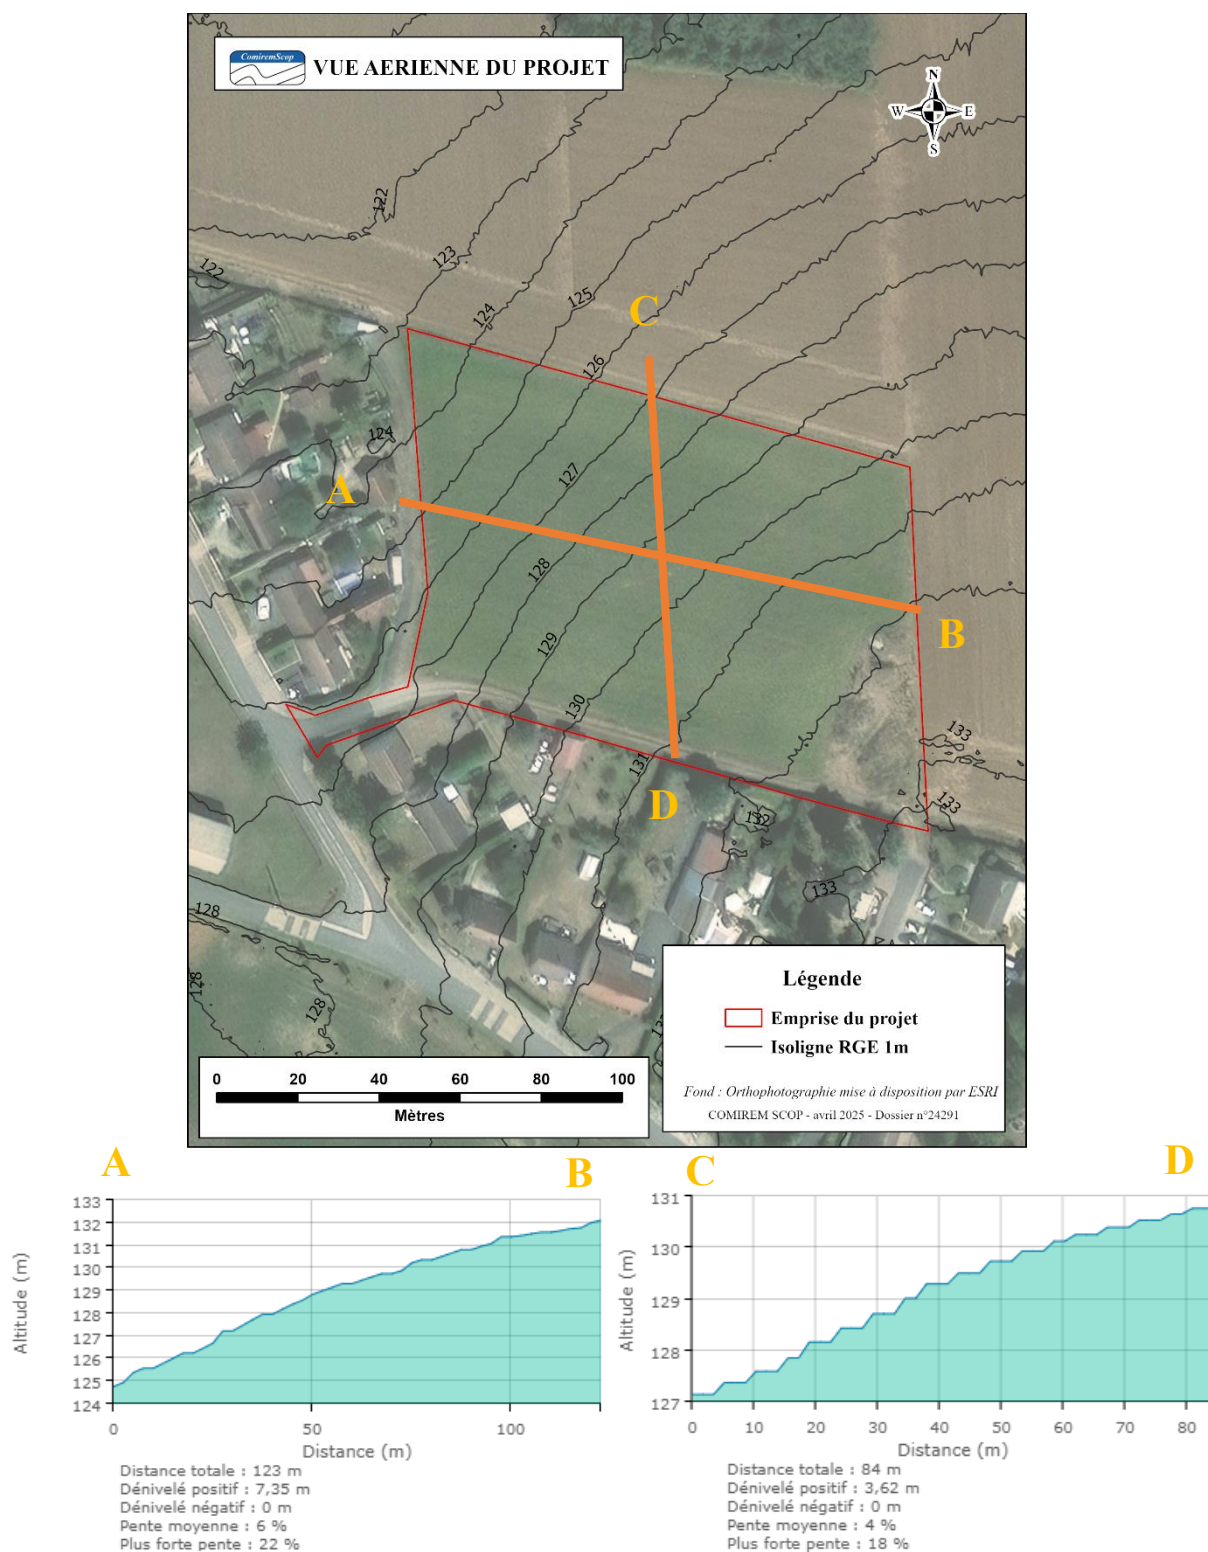 ComiremScop
VUE AERIENNE DU PROJET
N
W E
S
122
123
122
124
125
C
126
124
A
127
128
B
129
130
133
131
D
133
132
133
128
128
128
Légende
Emprise du projet
Isoligne RGE 1m
Fond : Orthophotographie mise à disposition par ESRI
COMIREM SCOP - avril 2025 - Dossier n°24291
0 20 40 60 80 100
Mètres
A
B
C
D
133
132
131
130
129
128
127
126
125
124
Altitude (m)
0 50 100
Distance (m)
Distance totale : 123 m
Dénivelé positif : 7,35 m
Dénivelé négatif : 0 m
Pente moyenne : 6 %
Plus forte pente : 22 %
131
130
129
128
127
Altitude (m)
0 10 20 30 40 50 60 70 80
Distance (m)
Distance totale : 84 m
Dénivelé positif : 3,62 m
Dénivelé négatif : 0 m
Pente moyenne : 4 %
Plus forte pente : 18 %